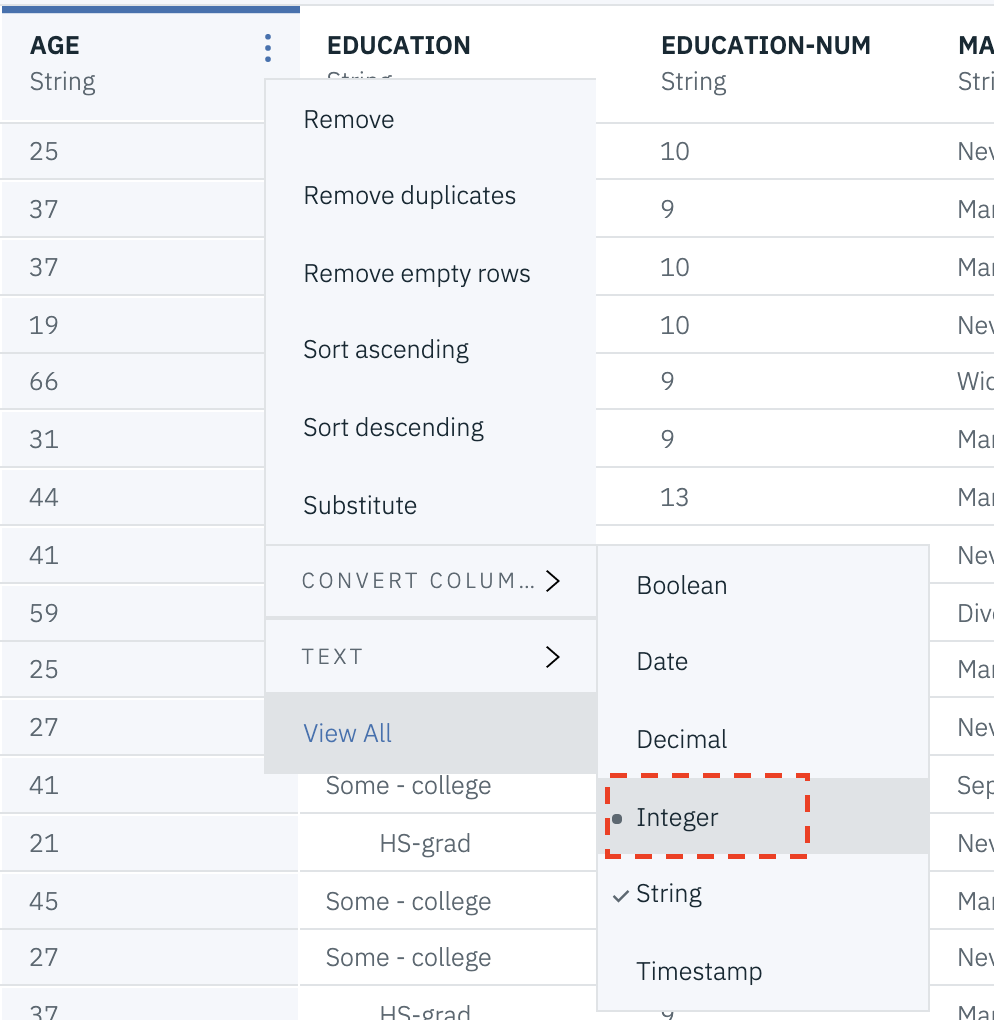 AGE EDUCATION EDUCATION-NUM MA
String String String Stri
Remove
25 10 Nev
Remove duplicates
37 9 Mar
Remove empty rows
37 10 Mar
19 10 Nev
Sort ascending
66 9 Wid
Sort descending
31 9 Mar
44 13 Mar
Substitute
41 Nev
CONVERT COLUM... Boolean
59 Div
TEXT Date
25 Mar
View All Decimal
27 Nev
41 Some - college Sep
Integer
21 HS-grad Nev
String
45 Some - college Mar
27 Some - college Nev
Timestamp
37 HS-grad 9 Mar